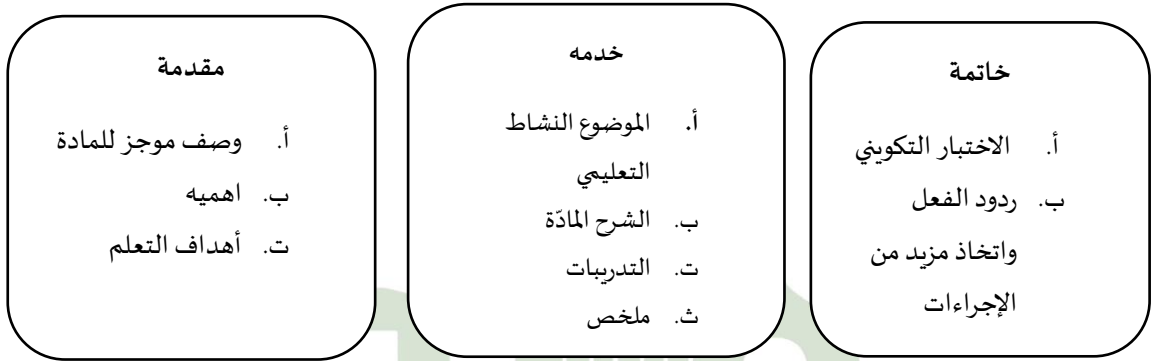 خاتمة
أ. الاختبار التكويني
ب. ردود الفعل
واتخاذ مزيد من
الإجراءات
خدمه
أ. الموضوع النشاط
التعليمي
ب. الشرح المادّة
ت. التدريبات
ث. ملخص
مقدمة
أ. وصف موجز للمادة
ب. اهميه
ت. أهداف التعلم